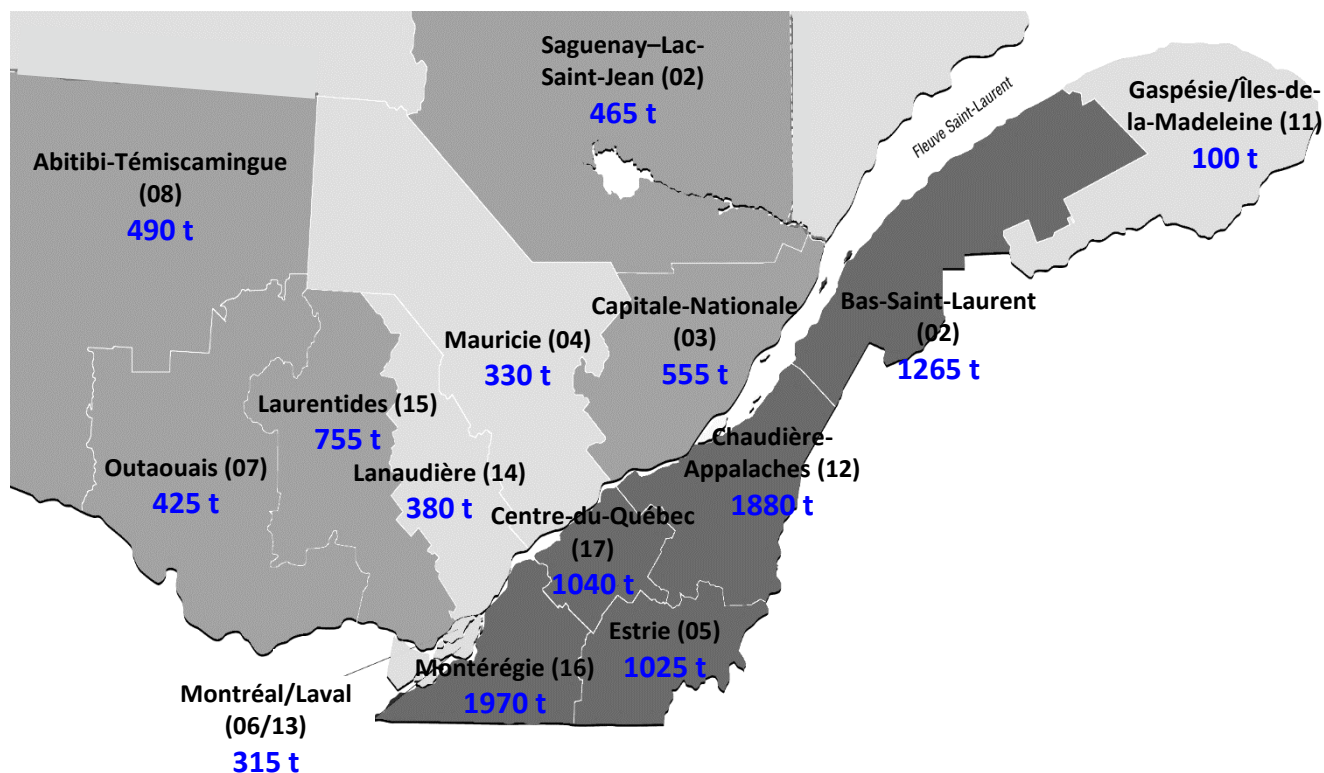 Saguenay–Lac-
Saint-Jean (02)
465 t
Fleuve Saint-Laurent
Gaspésie/Îles-de-
la-Madeleine (11)
100 t
Abitibi-Témiscamingue
(08)
490 t
Capitale-Nationale
(03)
555 t
Bas-Saint-Laurent
(02)
1265 t
Mauricie (04)
330 t
Laurentides (15)
755 t
Outaouais (07)
425 t
Lanaudière (14)
380 t
Chaudière-
Appalaches (12)
1880 t
Centre-du-Québec
(17)
1040 t
Estrie (05)
1025 t
Montérégie (16)
1970 t
Montréal/Laval
(06/13)
315 t